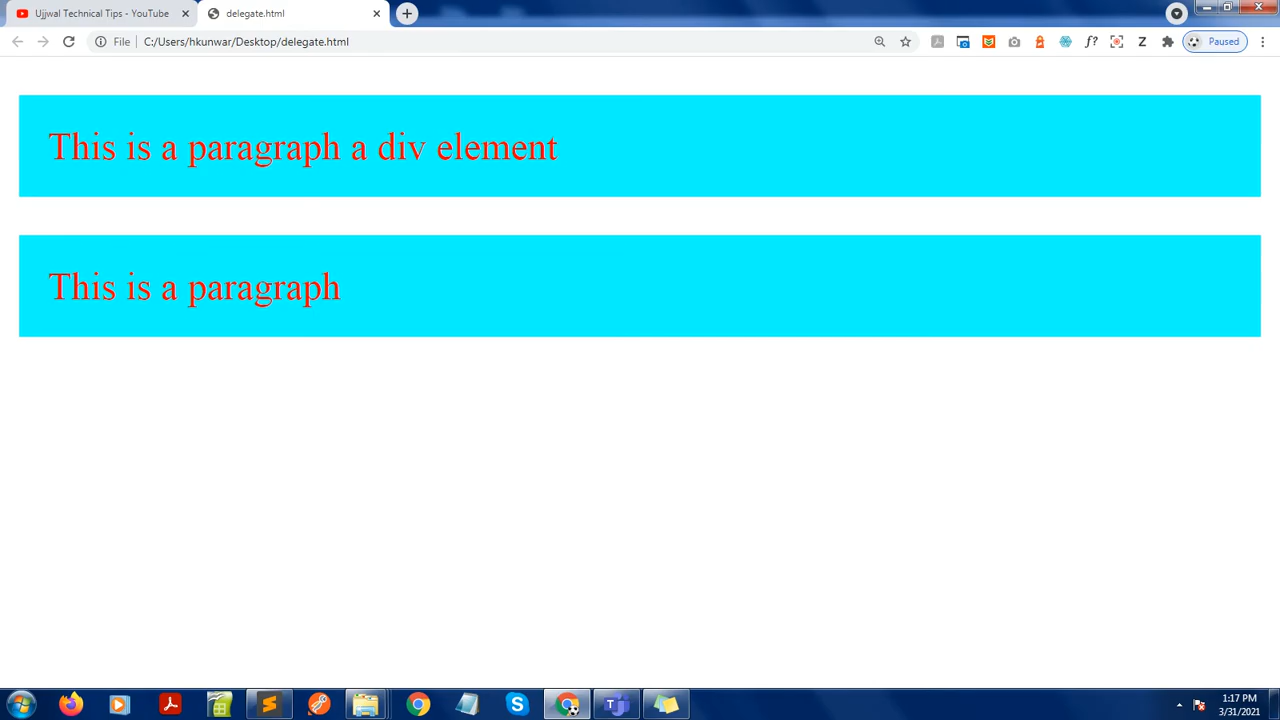 Ujjwal Technical Tips - YouTube
delegate.html
File
C:/Users/hkunwar/Desktop/delegate.html
f?
Z
Paused
This is a paragraph a div element
This is a paragraph
S
T
1:17 PM
3/31/2021